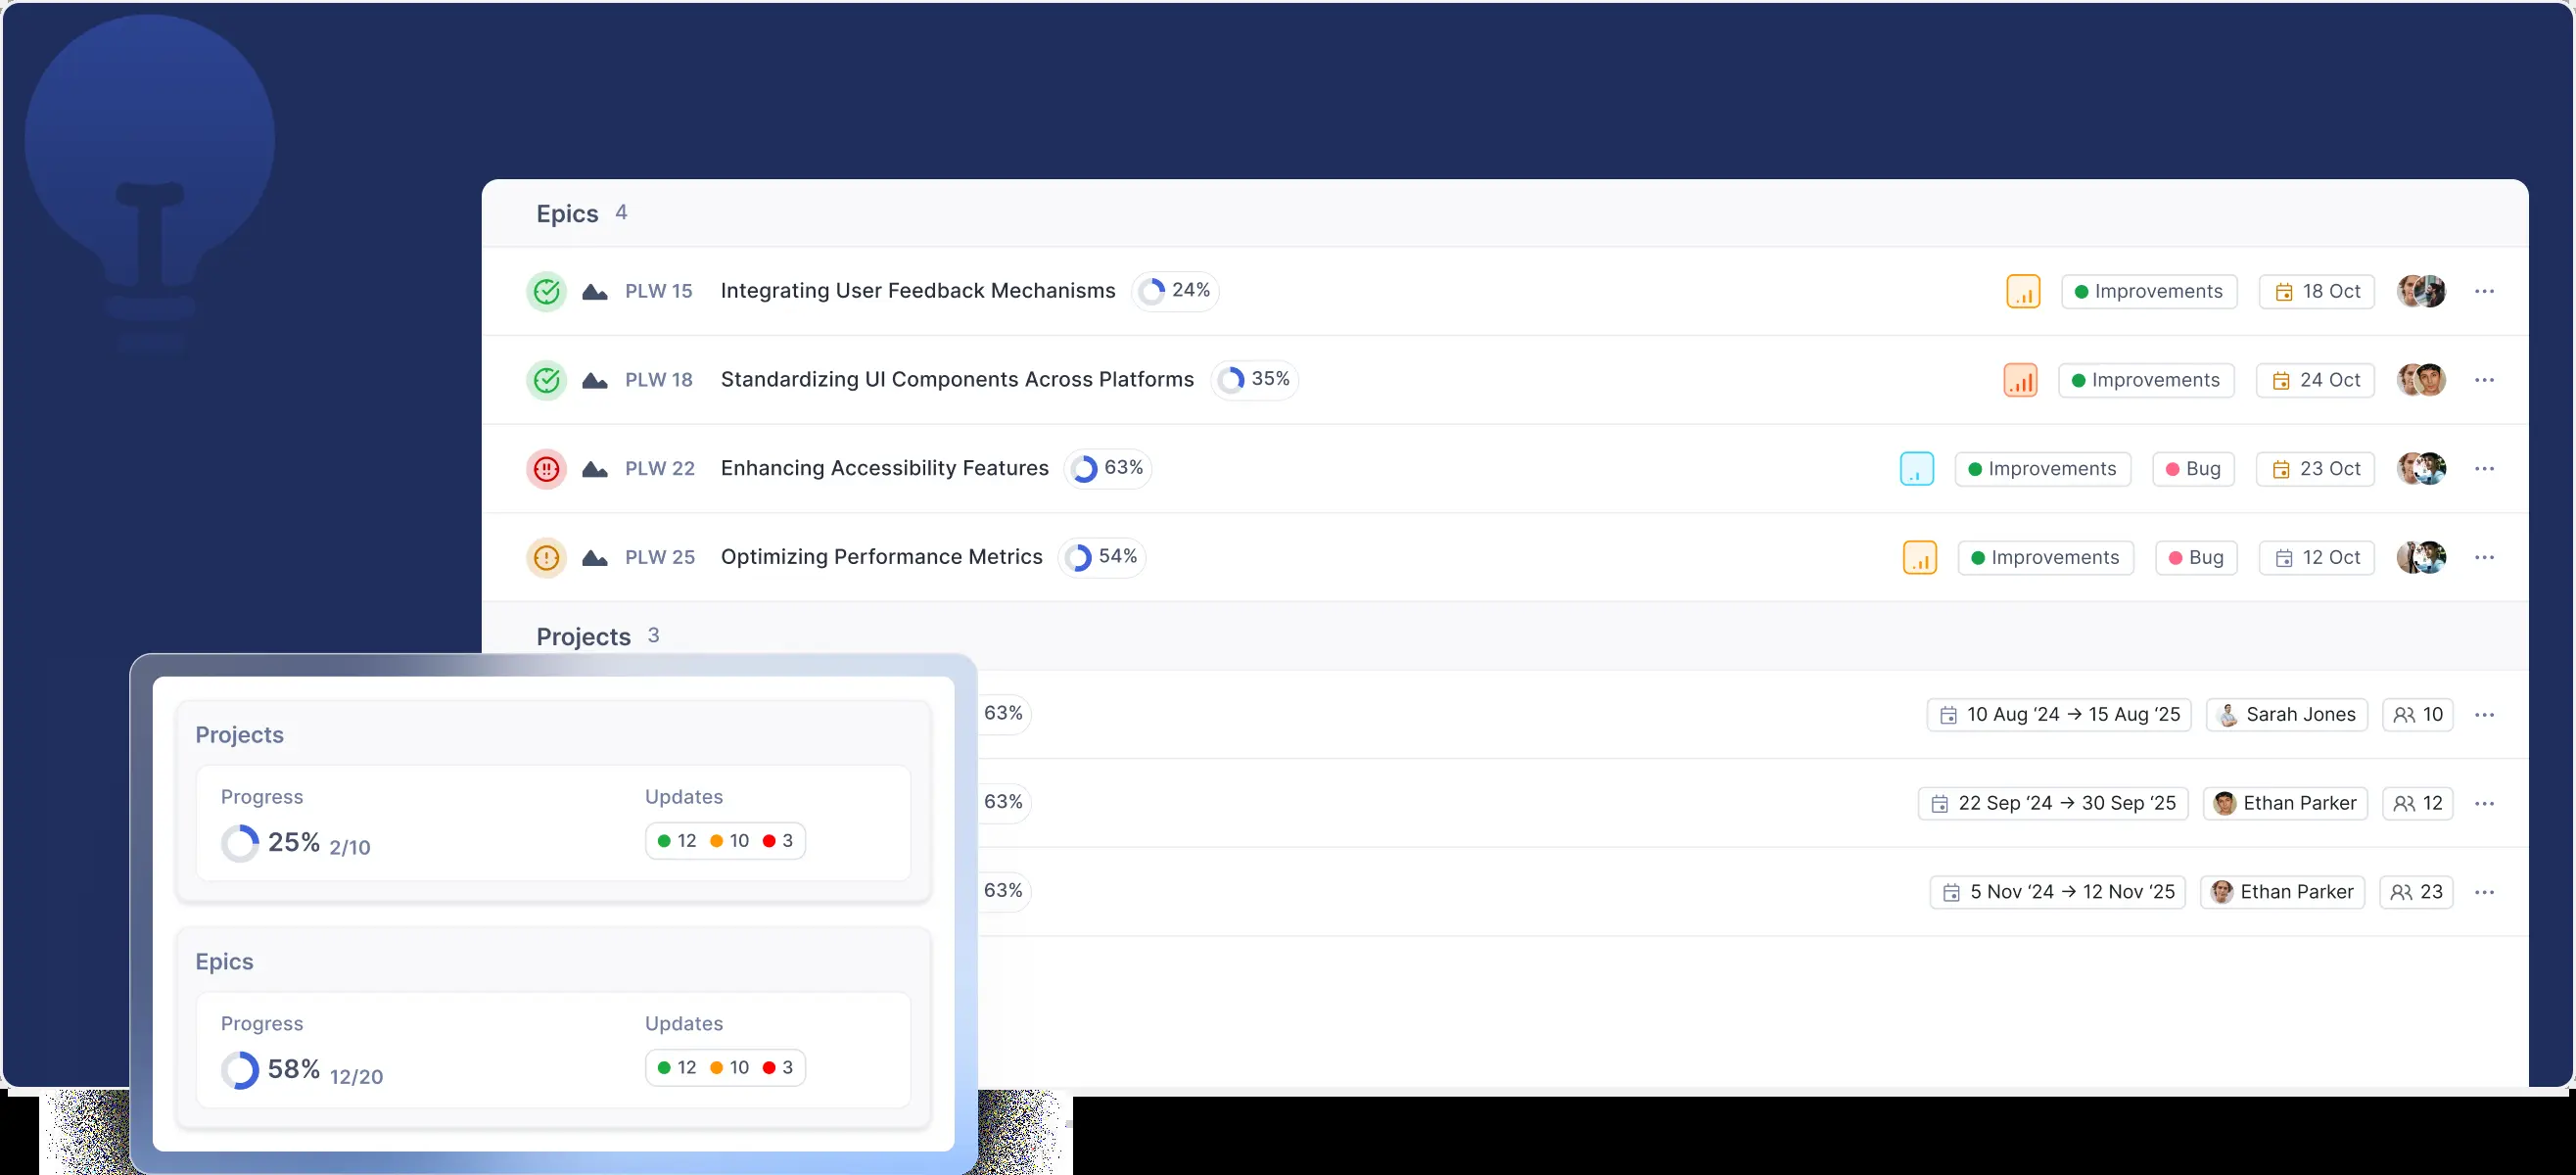 Epics 4
PLW 15 Integrating User Feedback Mechanisms 24% Improvements 18 Oct
PLW 18 Standardizing UI Components Across Platforms 35% Improvements 24 Oct
PLW 22 Enhancing Accessibility Features 63% Improvements Bug 23 Oct
PLW 25 Optimizing Performance Metrics 54% Improvements Bug 12 Oct
Projects 3
63% 10 Aug ‘24 → 15 Aug ‘25 Sarah Jones 10
63% 22 Sep ‘24 → 30 Sep ‘25 Ethan Parker 12
63% 5 Nov ‘24 → 12 Nov ‘25 Ethan Parker 23
Projects
Progress Updates
25% 2/10 12 10 3
Epics
Progress Updates
58% 12/20 12 10 3